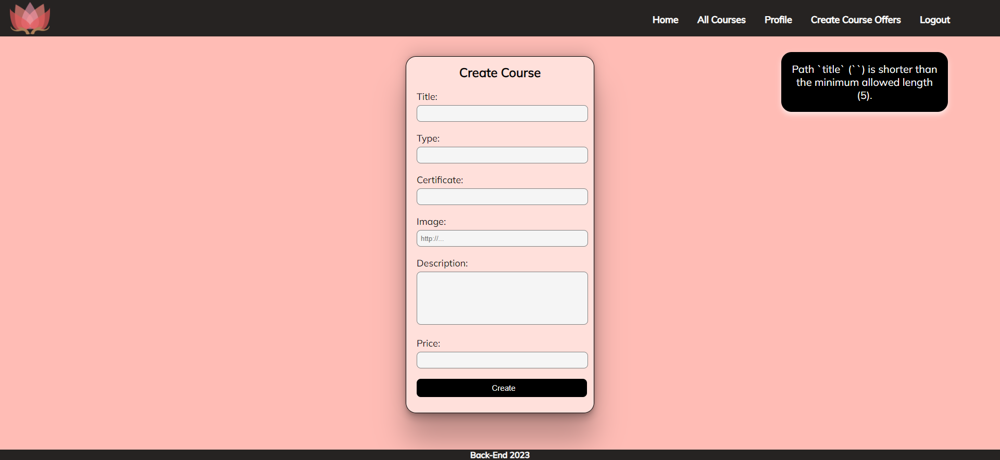 Home All Courses Profile Create Course Offers Logout
Create Course
Path `title` (``) is shorter than
the minimum allowed length
(5).
Title:
Type:
Certificate:
Image:
http://...
Description:
Price:
Create
Back-End 2023